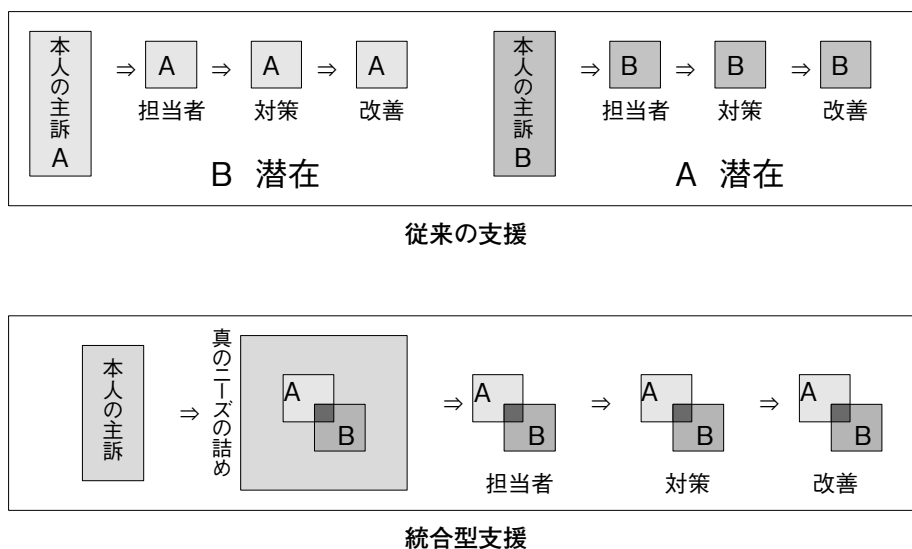 本人の主訴 A
⇒ A ⇒ A ⇒ A
担当者 対策 改善
B 潜在
本人の主訴 B
⇒ B ⇒ B ⇒ B
担当者 対策 改善
A 潜在
従来の支援
本人の主訴
⇒
真のニーズの詰め
A
B
⇒ A B ⇒ A B ⇒ A B
担当者 対策 改善
統合型支援